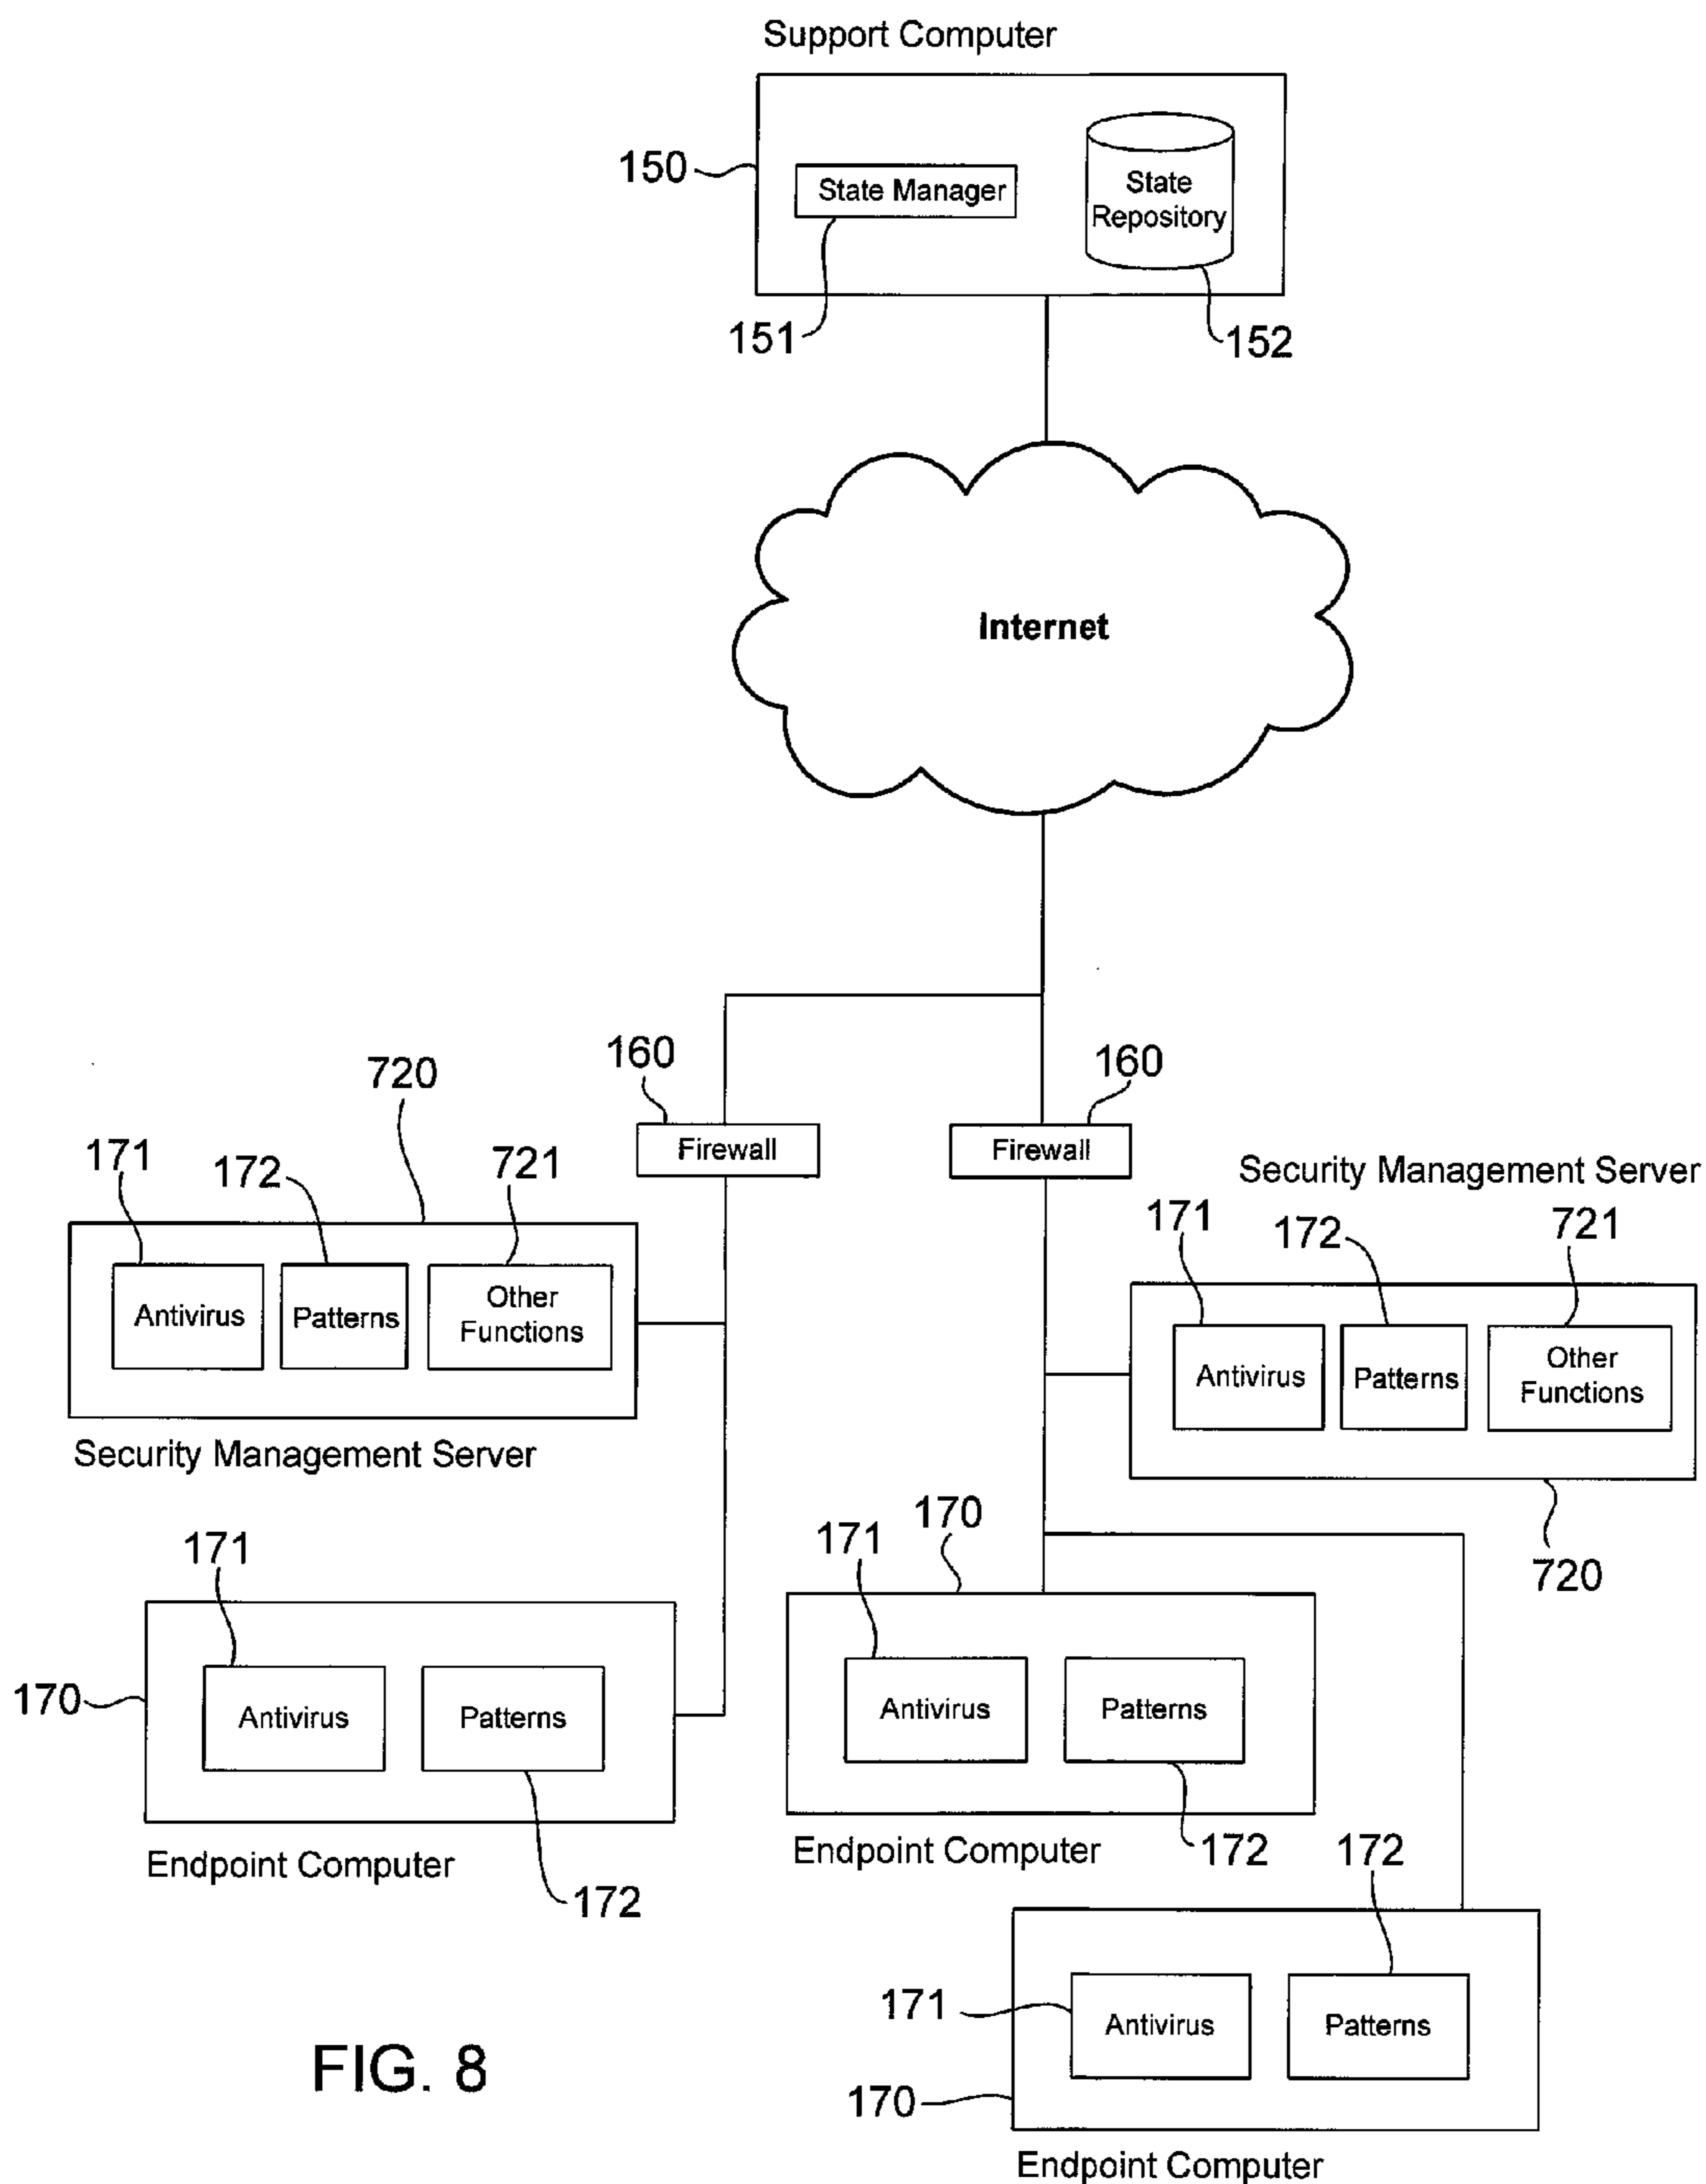 Support Computer
150
State Manager
State
Repository
151
152
Internet
160
160
720
Firewall
Firewall
171
172
721
Security Management Server
171
172
721
Antivirus
Patterns
Other
Functions
Antivirus
Patterns
Other
Functions
Security Management Server
720
171
170
171
170
Antivirus
Patterns
Antivirus
Patterns
Endpoint Computer
172
Endpoint Computer
172
172
171
Antivirus
Patterns
170
Endpoint Computer
FIG. 8